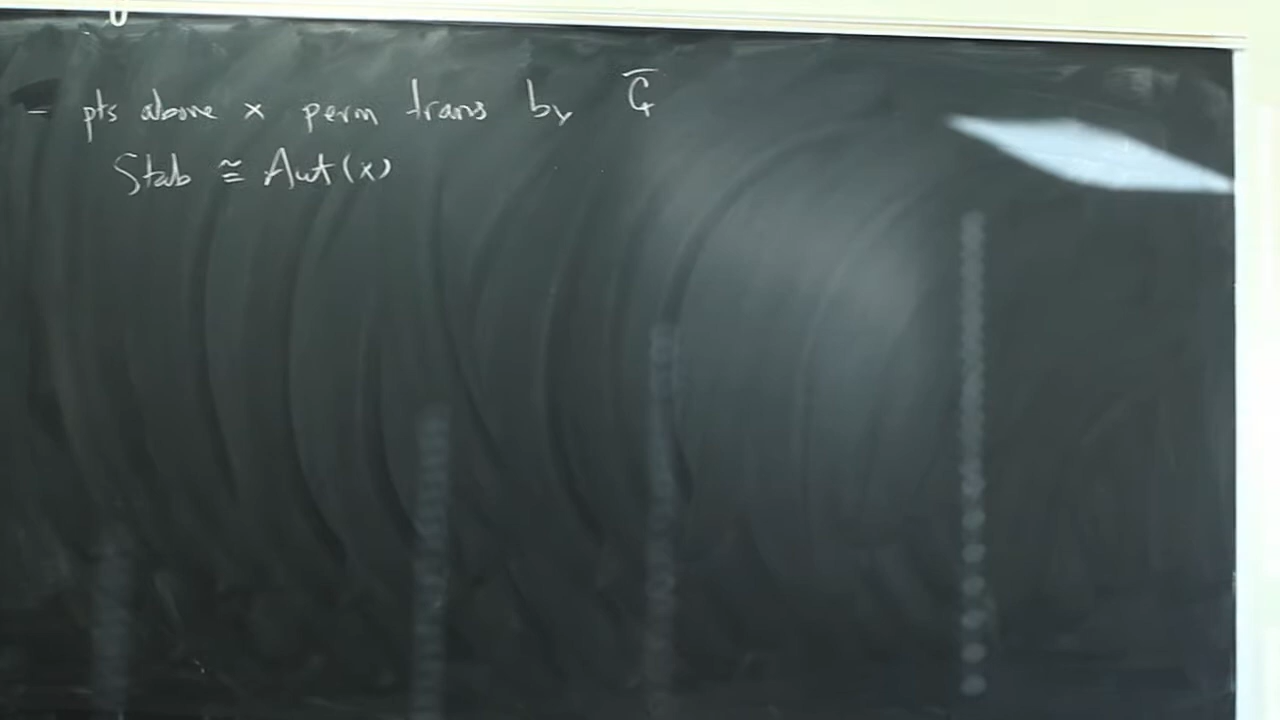 - pts above x perm trans by G̅
Stab ≅ Aut(x)